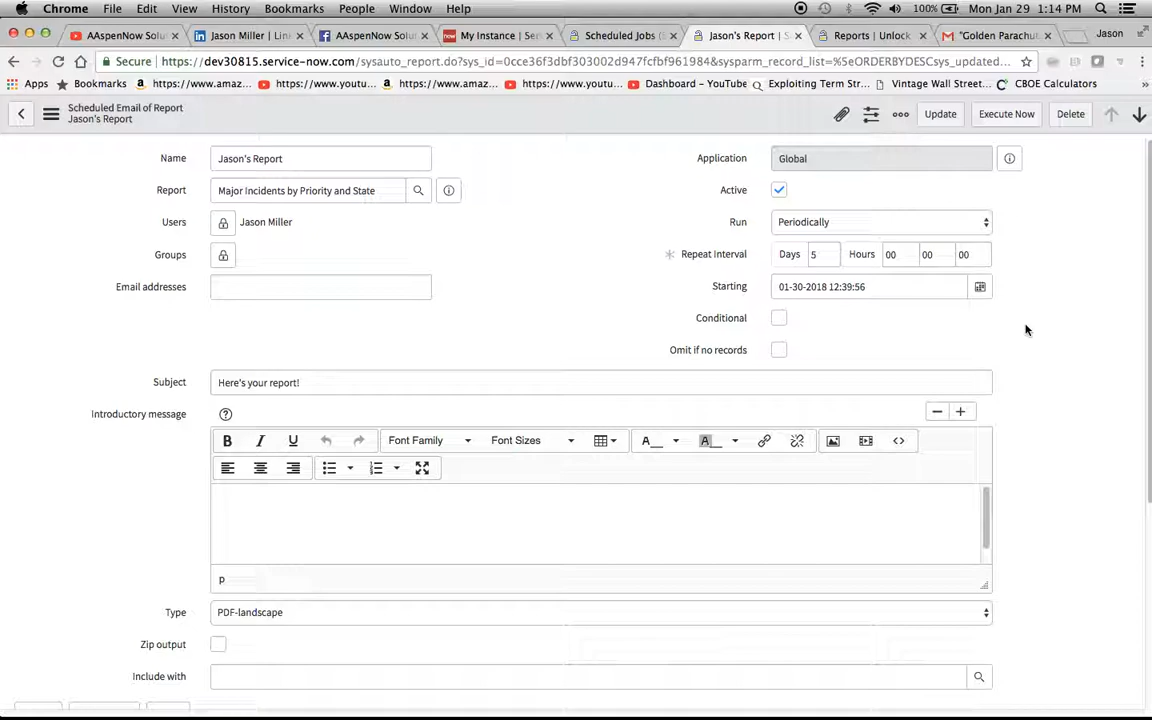 Chrome File Edit View History Bookmarks People Window Help 100% Mon Jan 29 1:14 PM
AAspenNow Solu AAspenNow Solu Jason Miller | Lin AAspenNow Solu My Instance | Serv Scheduled Jobs (S Jason's Report | S Reports | Unlock "Golden Parachut Jason
Secure https://dev30815.service-now.com/sysauto_report.do?sys_id=0cce36f3dbf303002d947fcfbf961984&sysparm_record_list=%5eORDERBYDESCsys_updated...
Apps Bookmarks https://www.amaz... https://www.youtu... https://www.amaz... https://www.youtu... Dashboard – YouTube Exploiting Term Str... Vintage Wall Street... CBOE Calculators »
Scheduled Email of Report
Jason's Report
Update Execute Now Delete
Name Jason's Report Application Global
Report Major Incidents by Priority and State Active
Users Jason Miller Run Periodically
Groups Repeat Interval Days 5 Hours 00 00 00
Email addresses Starting 01-30-2018 12:39:56
Conditional
Omit if no records
Subject Here's your report!
Introductory message
B I U Font Family Font Sizes A A <>
p
Type PDF-landscape
Zip output
Include with